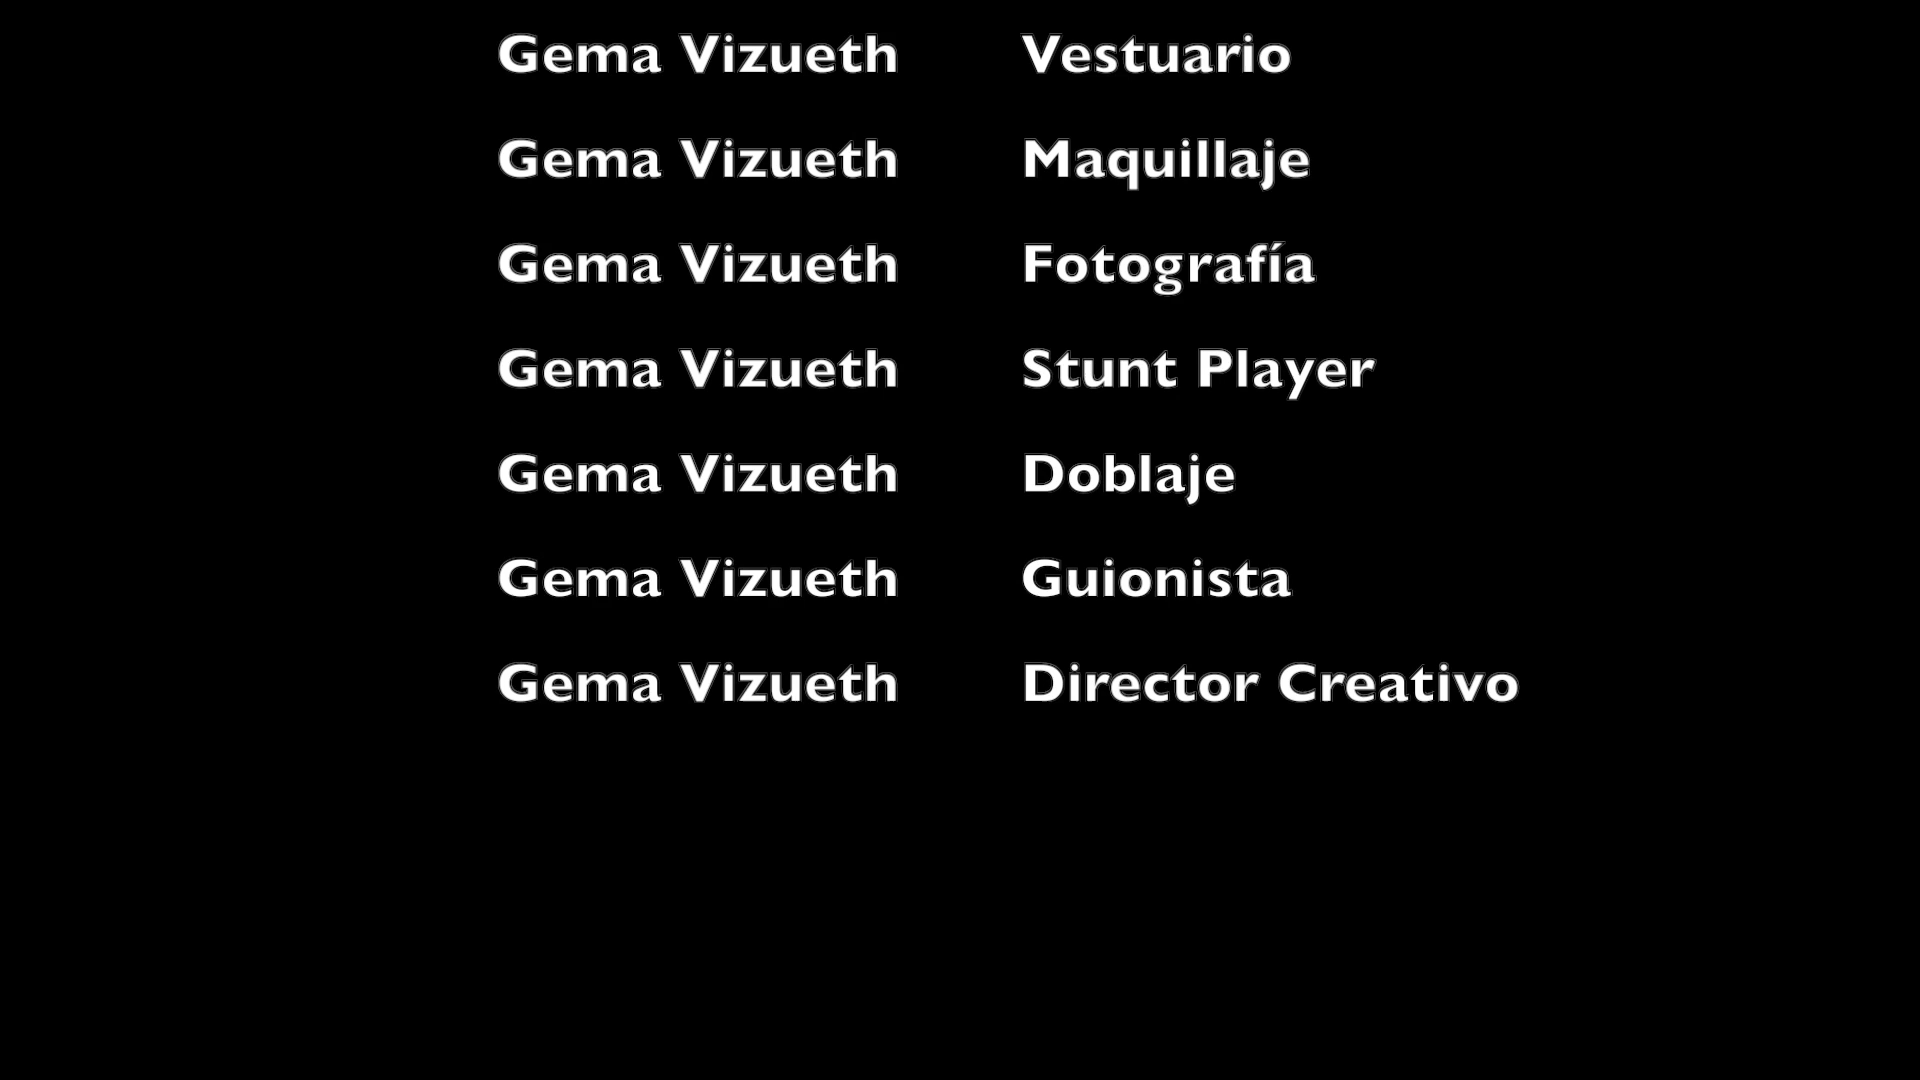 Gema Vizueth Vestuario
Gema Vizueth Maquillaje
Gema Vizueth Fotografía
Gema Vizueth Stunt Player
Gema Vizueth Doblaje
Gema Vizueth Guionista
Gema Vizueth Director Creativo